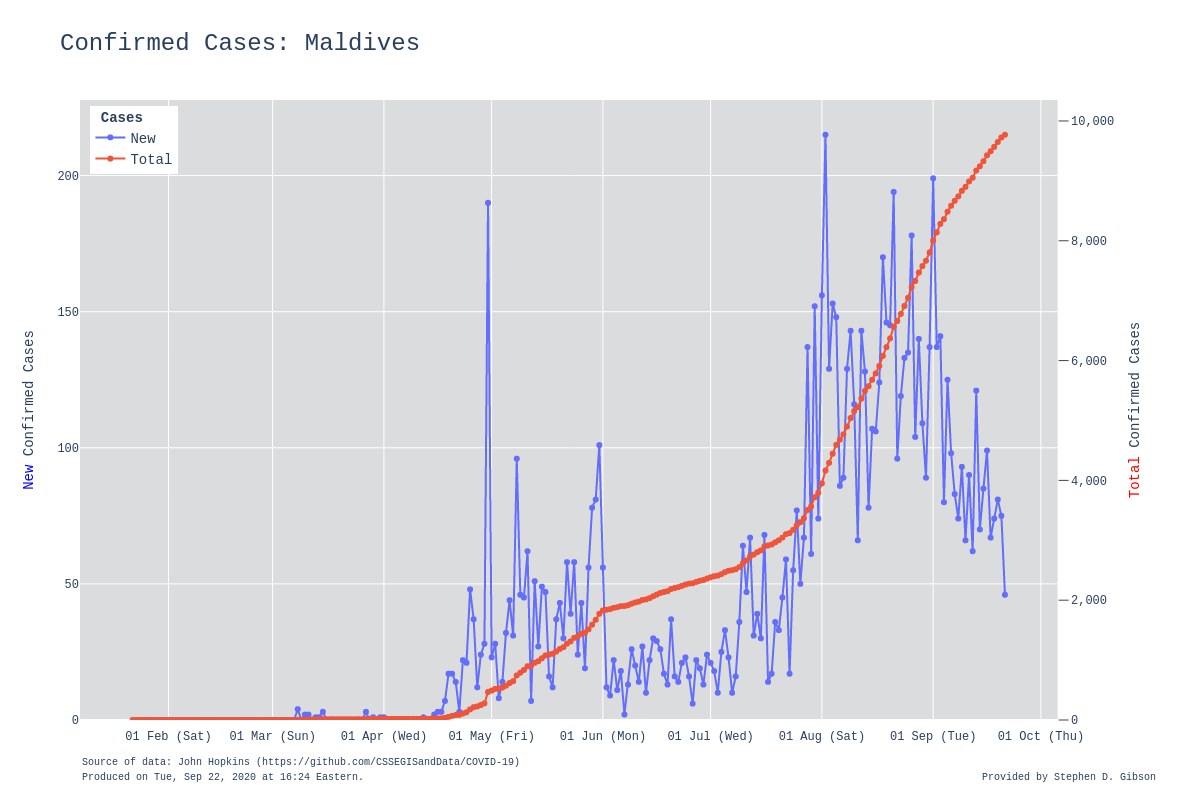 Confirmed Cases: Maldives
Cases
New
Total
200
150
100
50
0
10,000
8,000
6,000
4,000
2,000
0
New Confirmed Cases
Total Confirmed Cases
01 Feb (Sat) 01 Mar (Sun) 01 Apr (Wed) 01 May (Fri) 01 Jun (Mon) 01 Jul (Wed) 01 Aug (Sat) 01 Sep (Tue) 01 Oct (Thu)
Source of data: John Hopkins (https://github.com/CSSEGISandData/COVID-19)
Produced on Tue, Sep 22, 2020 at 16:24 Eastern.
Provided by Stephen D. Gibson